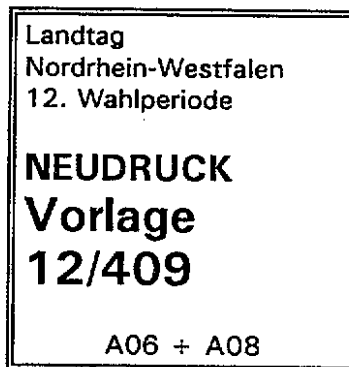 Landtag
Nordrhein-Westfalen
12. Wahlperiode
NEUDRUCK
Vorlage
12/409
A06 + A08